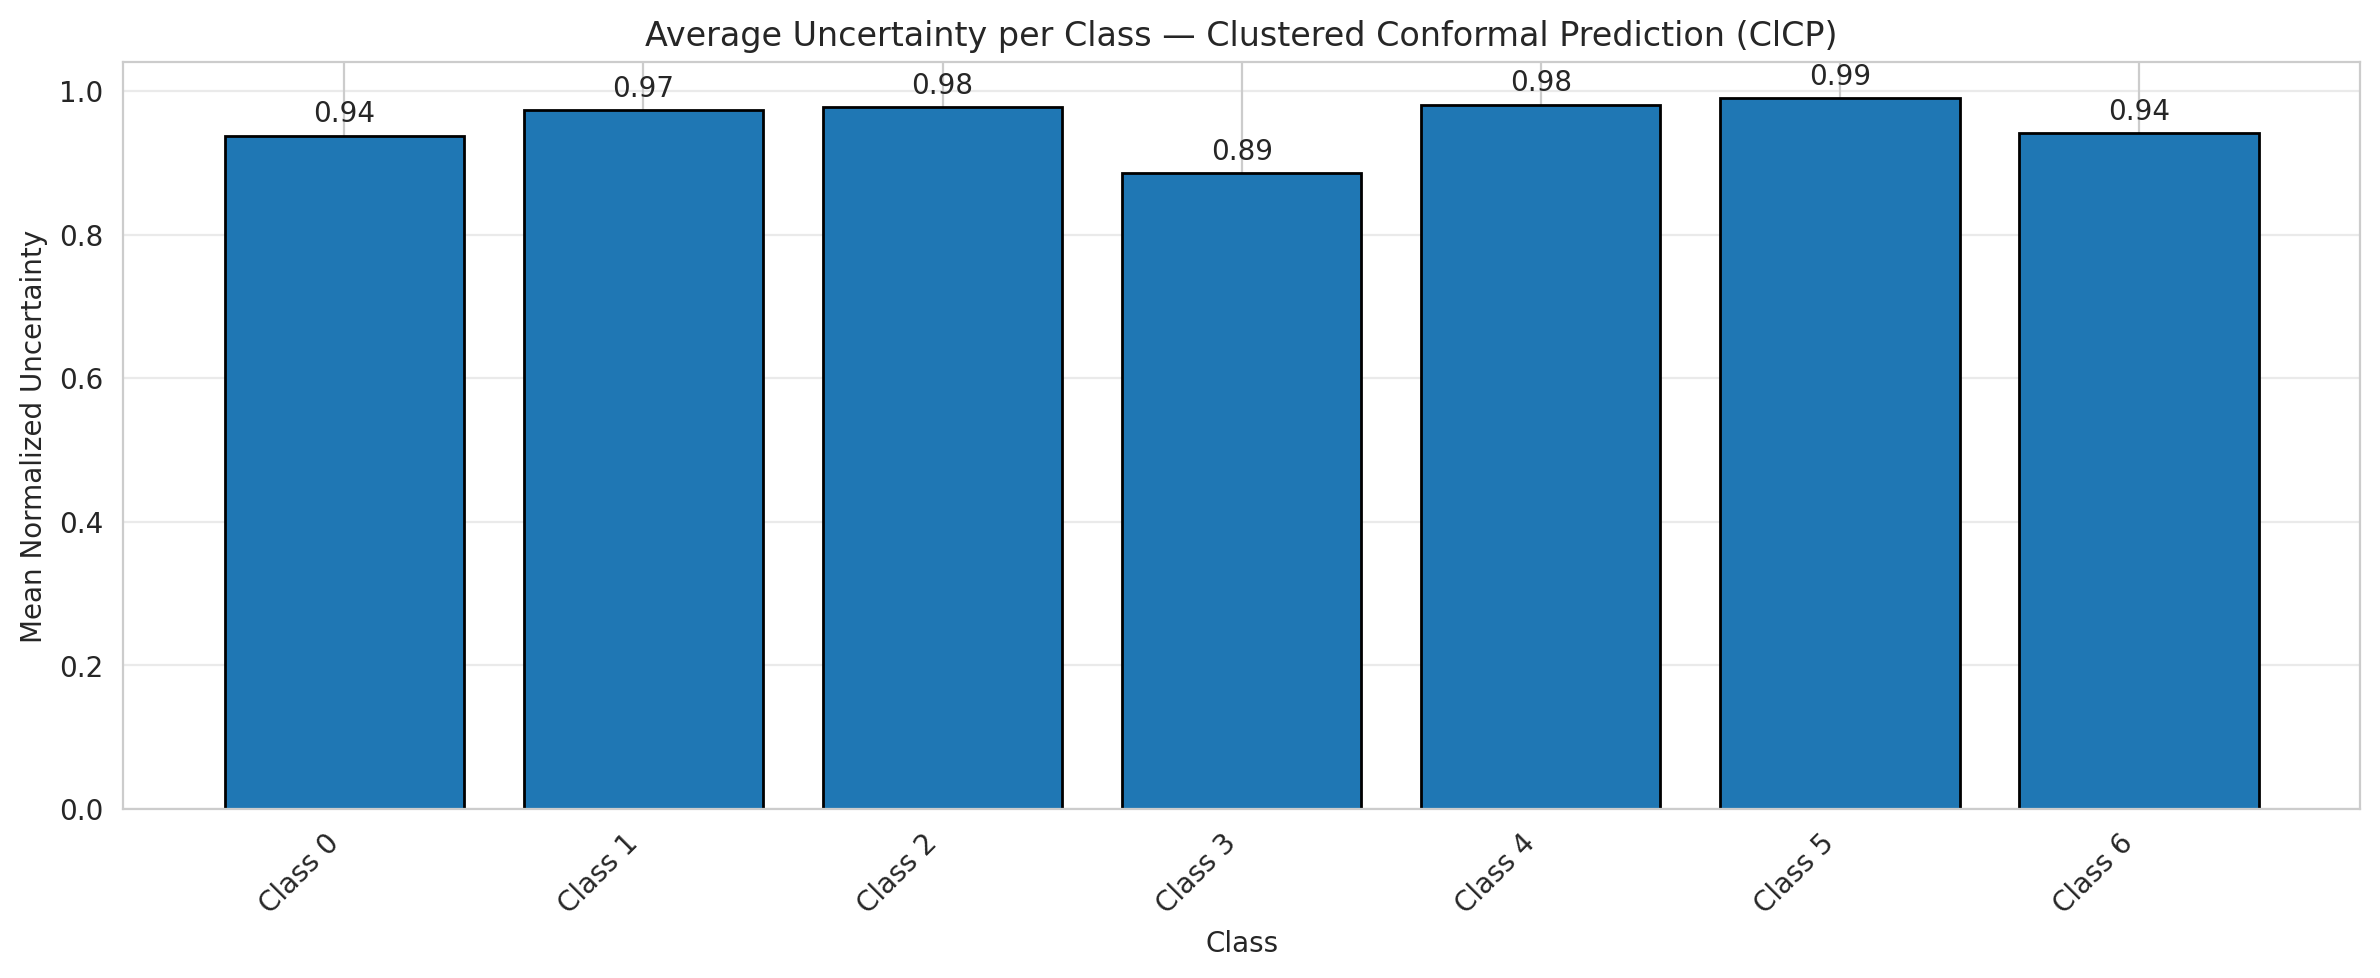 Average Uncertainty per Class — Clustered Conformal Prediction (ClCP)
Mean Normalized Uncertainty
1.0
0.8
0.6
0.4
0.2
0.0
0.94
0.97
0.98
0.89
0.98
0.99
0.94
Class 0
Class 1
Class 2
Class 3
Class 4
Class 5
Class 6
Class